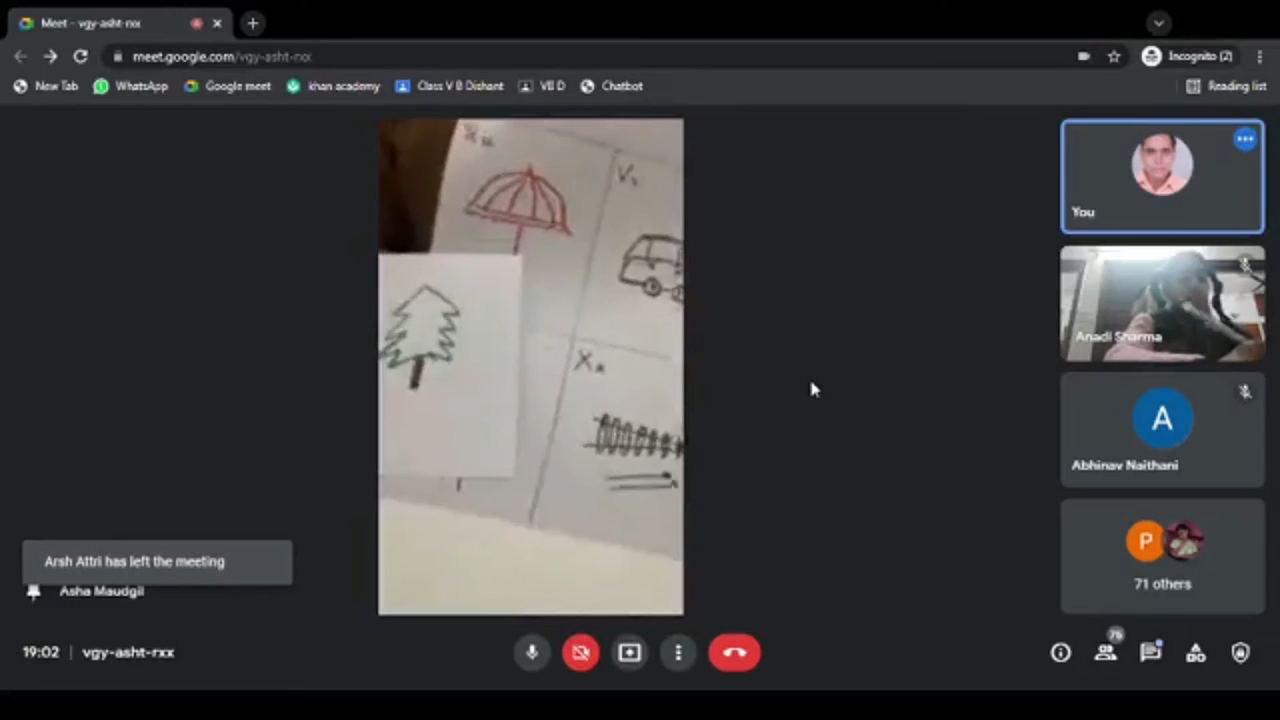 Meet - vgy-asht-rxx
meet.google.com/vgy-asht-rxx
Incognito (2)
New Tab
WhatsApp
Google meet
khan academy
Class V B Dishant
VII D
Chatbot
Reading list
U u
V v
X x
You
Anadi Sharma
A
Abhinav Naithani
P
71 others
Arsh Attri has left the meeting
Asha Maudgil
19:02 | vgy-asht-rxx
75